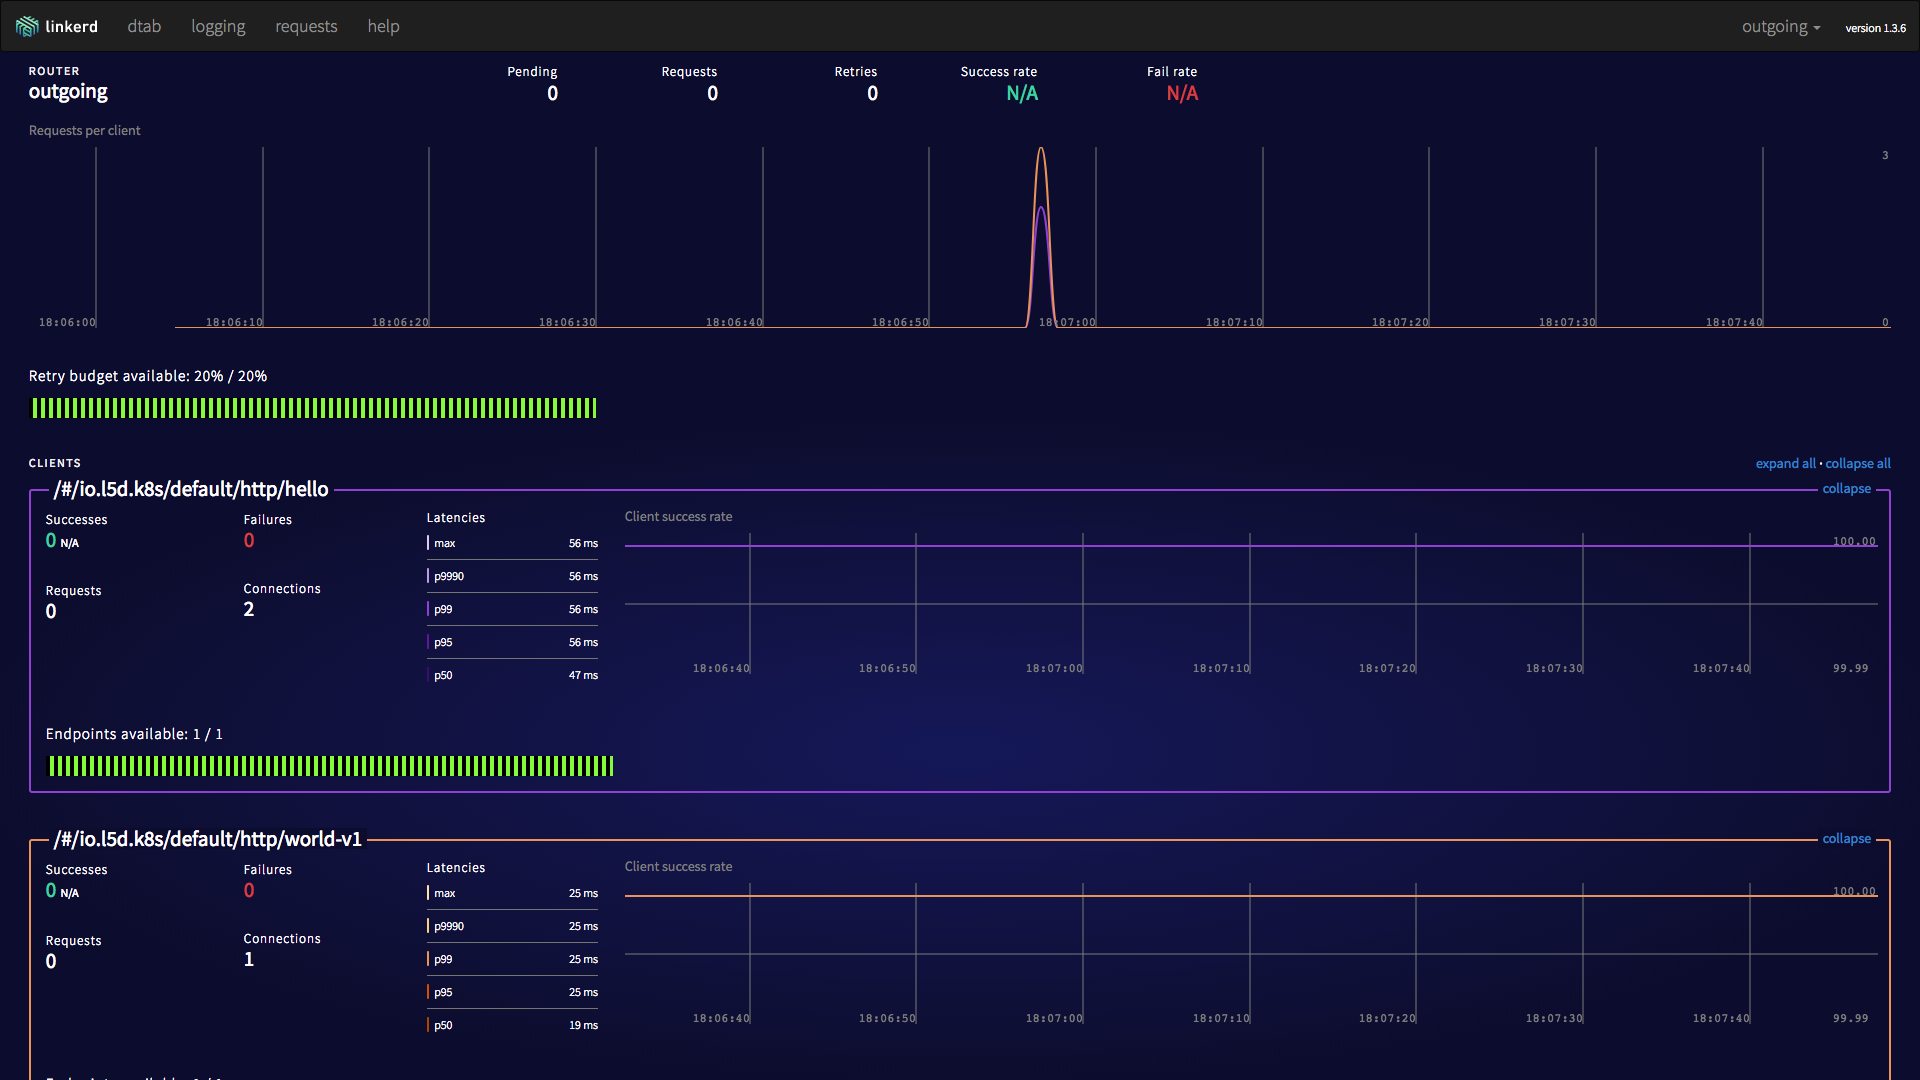 linkerd dtab logging requests help outgoing version 1.3.6
ROUTER
outgoing
Pending Requests Retries Success rate Fail rate
0 0 0 N/A N/A
Requests per client
3
18:06:00 18:06:10 18:06:20 18:06:30 18:06:40 18:06:50 18:07:00 18:07:10 18:07:20 18:07:30 18:07:40 0
Retry budget available: 20% / 20%
CLIENTS
expand all · collapse all
/#/io.l5d.k8s/default/http/hello
collapse
Successes
0 N/A
Failures
0
Requests
0
Connections
2
Latencies
max 56 ms
p9990 56 ms
p99 56 ms
p95 56 ms
p50 47 ms
Client success rate
100.00
18:06:40 18:06:50 18:07:00 18:07:10 18:07:20 18:07:30 18:07:40 99.99
Endpoints available: 1 / 1
/#/io.l5d.k8s/default/http/world-v1
collapse
Successes
0 N/A
Failures
0
Requests
0
Connections
1
Latencies
max 25 ms
p9990 25 ms
p99 25 ms
p95 25 ms
p50 19 ms
Client success rate
100.00
18:06:40 18:06:50 18:07:00 18:07:10 18:07:20 18:07:30 18:07:40 99.99